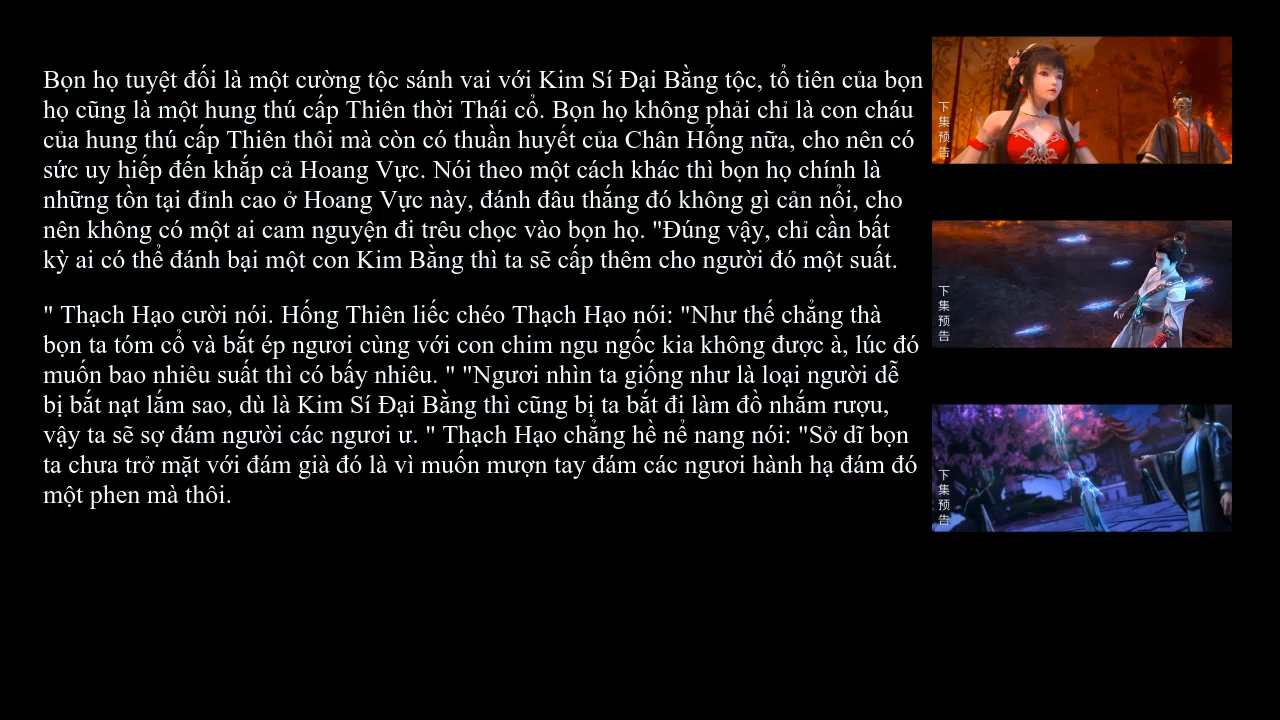 Bọn họ tuyệt đối là một cường tộc sánh vai với Kim Sí Đại Bằng tộc, tổ tiên của bọn
họ cũng là một hung thú cấp Thiên thời Thái cổ. Bọn họ không phải chỉ là con cháu
của hung thú cấp Thiên thôi mà còn có thuần huyết của Chân Hống nữa, cho nên có
sức uy hiếp đến khắp cả Hoang Vực. Nói theo một cách khác thì bọn họ chính là
những tồn tại đỉnh cao ở Hoang Vực này, đánh đâu thắng đó không gì cản nổi, cho
nên không có một ai cam nguyện đi trêu chọc vào bọn họ. "Đúng vậy, chỉ cần bất
kỳ ai có thể đánh bại một con Kim Bằng thì ta sẽ cấp thêm cho người đó một suất.
" Thạch Hạo cười nói. Hống Thiên liếc chéo Thạch Hạo nói: "Như thế chẳng thà
bọn ta tóm cổ và bắt ép ngươi cùng với con chim ngu ngốc kia không được à, lúc đó
muốn bao nhiêu suất thì có bấy nhiêu. " "Ngươi nhìn ta giống như là loại người dễ
bị bắt nạt lắm sao, dù là Kim Sí Đại Bằng thì cũng bị ta bắt đi làm đồ nhắm rượu,
vậy ta sẽ sợ đám người các ngươi ư. " Thạch Hạo chẳng hề nể nang nói: "Sở dĩ bọn
ta chưa trở mặt với đám già đó là vì muốn mượn tay đám các ngươi hành hạ đám đó
một phen mà thôi.
下集预告
下集预告
下集预告